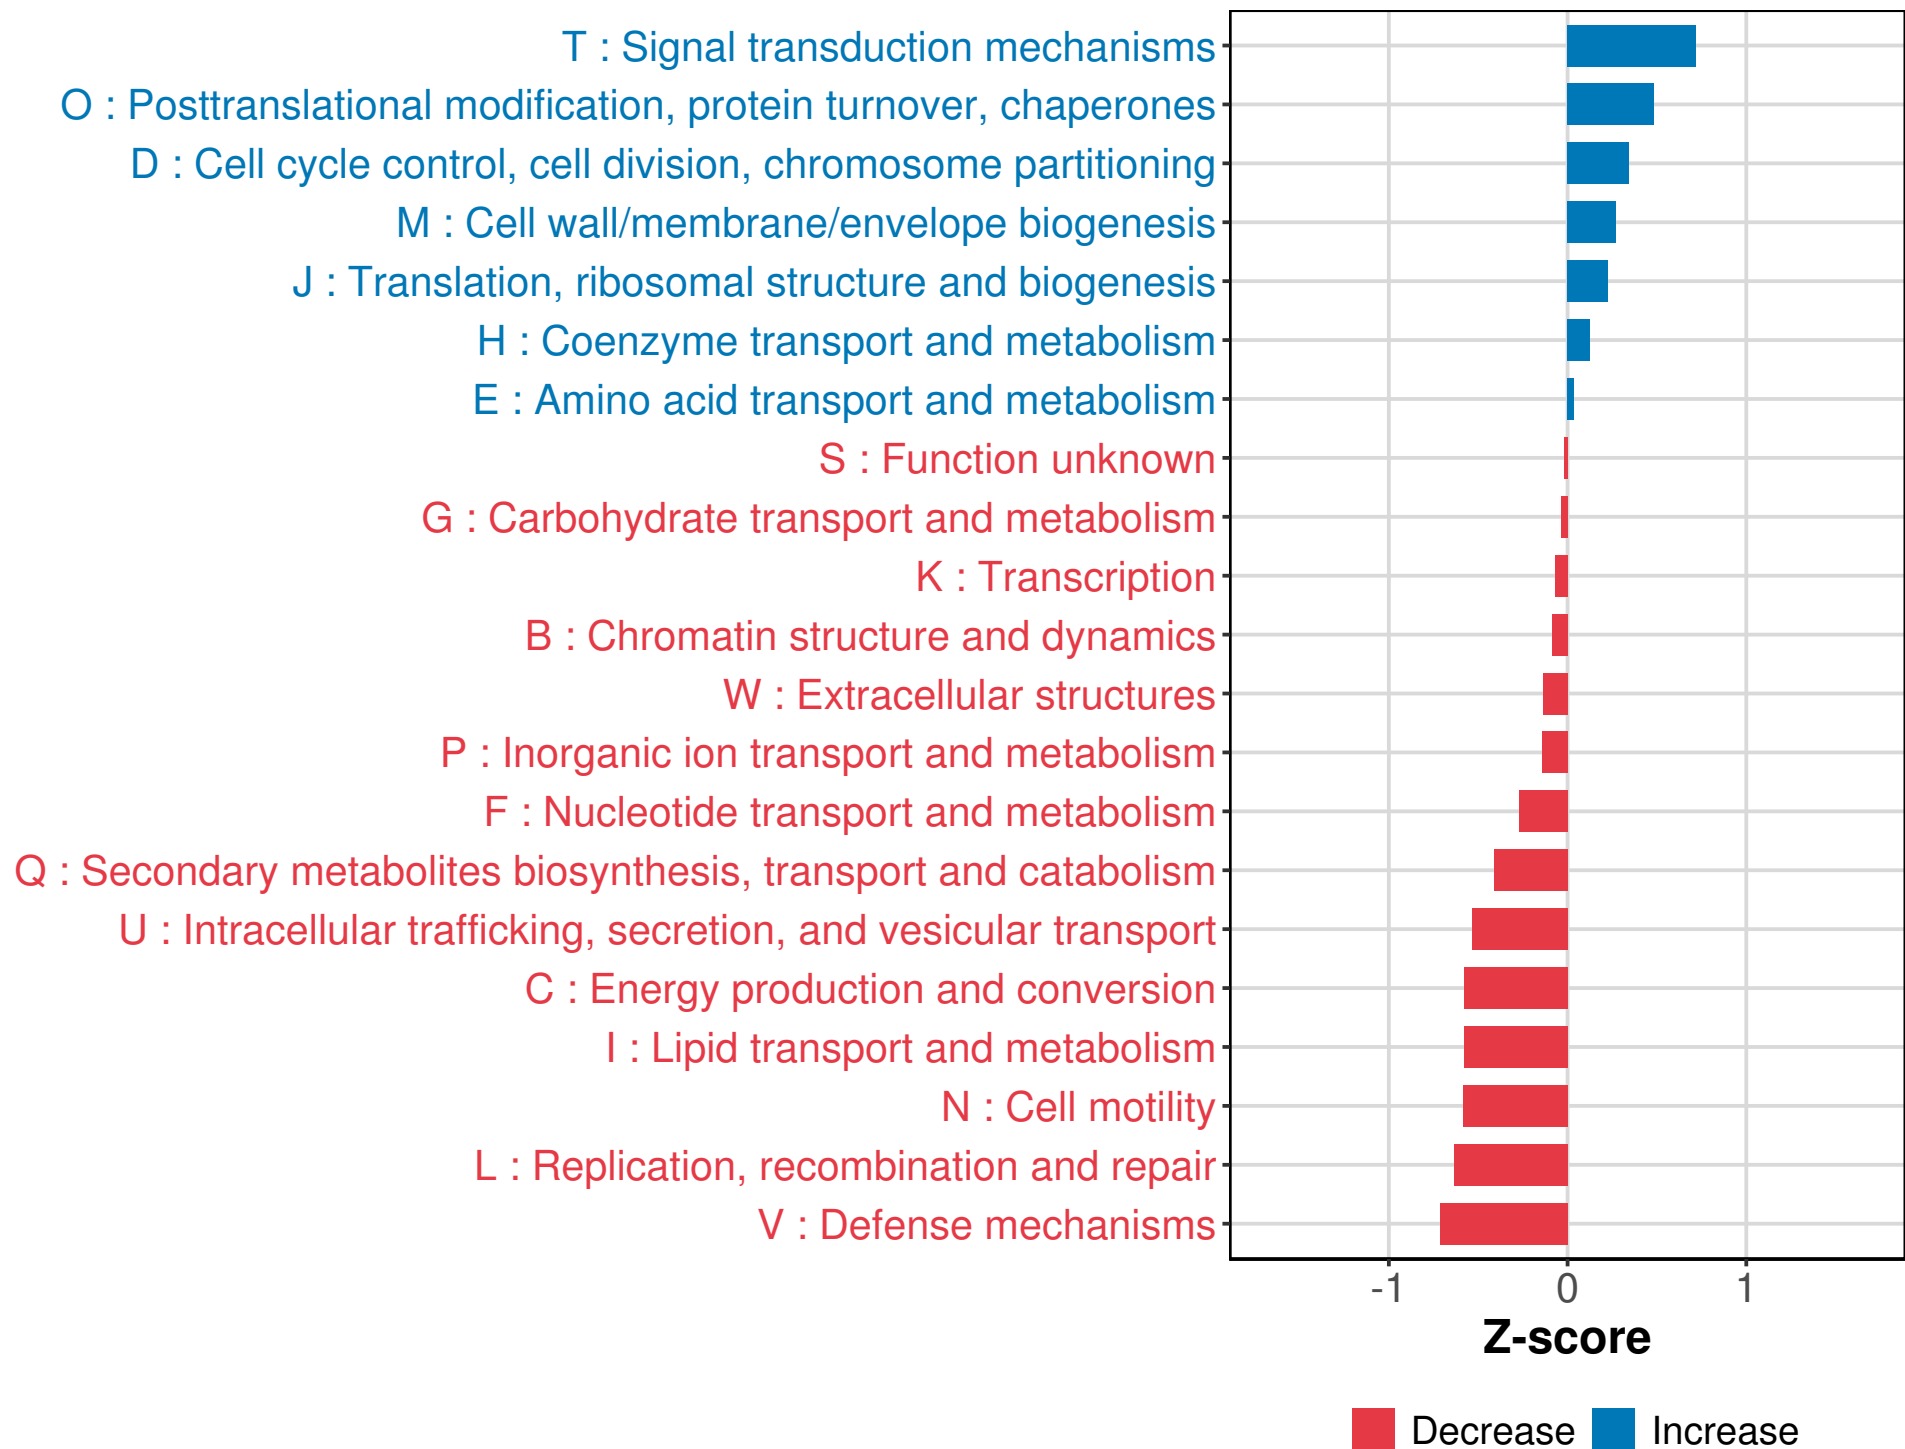 T : Signal transduction mechanisms
O : Posttranslational modification, protein turnover, chaperones
D : Cell cycle control, cell division, chromosome partitioning
M : Cell wall/membrane/envelope biogenesis
J : Translation, ribosomal structure and biogenesis
H : Coenzyme transport and metabolism
E : Amino acid transport and metabolism
S : Function unknown
G : Carbohydrate transport and metabolism
K : Transcription
B : Chromatin structure and dynamics
W : Extracellular structures
P : Inorganic ion transport and metabolism
F : Nucleotide transport and metabolism
Q : Secondary metabolites biosynthesis, transport and catabolism
U : Intracellular trafficking, secretion, and vesicular transport
C : Energy production and conversion
I : Lipid transport and metabolism
N : Cell motility
L : Replication, recombination and repair
V : Defense mechanisms
-1 0 1
Z-score
Decrease Increase